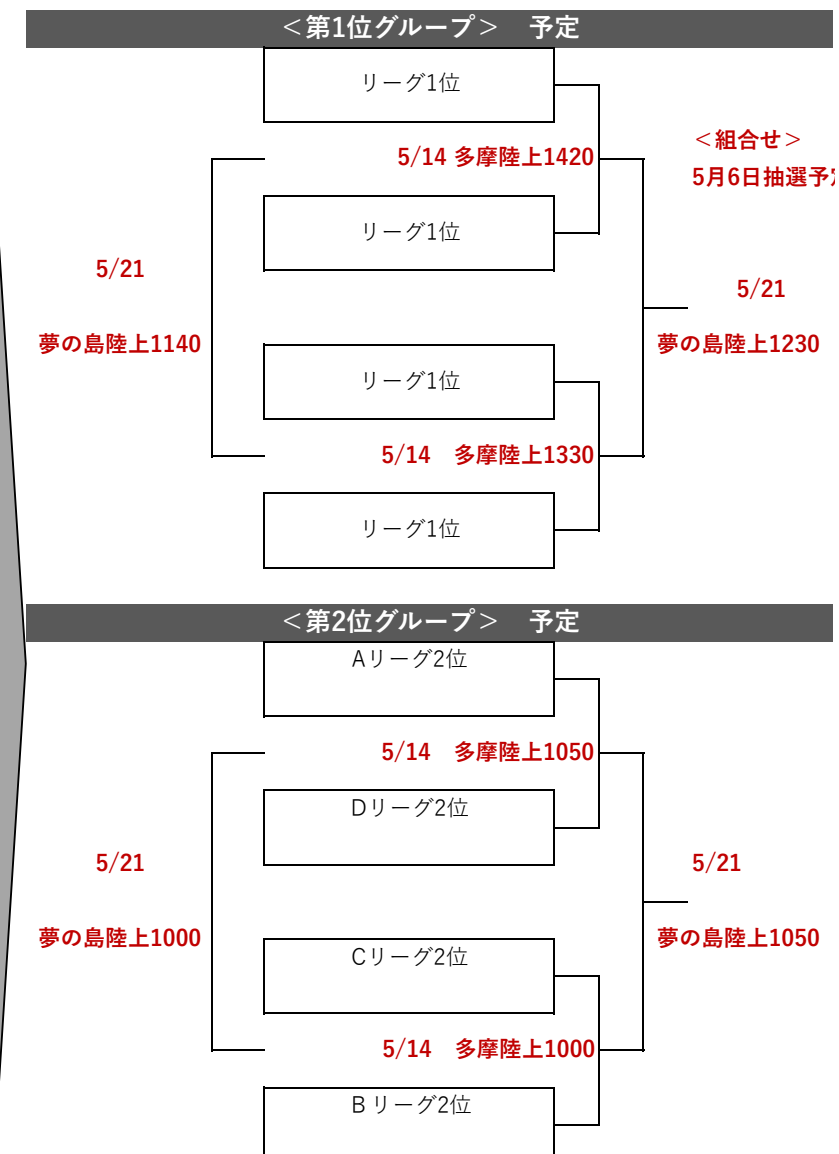 ＜第1位グループ＞　予定
リーグ1位
5/14 多摩陸上1420
＜組合せ＞
5月6日抽選予
リーグ1位
5/21
5/21
夢の島陸上1140
夢の島陸上1230
リーグ1位
5/14　多摩陸上1330
リーグ1位
＜第2位グループ＞　予定
Aリーグ2位
5/14　多摩陸上1050
Dリーグ2位
5/21
5/21
夢の島陸上1000
夢の島陸上1050
Cリーグ2位
5/14　多摩陸上1000
Ｂリーグ2位